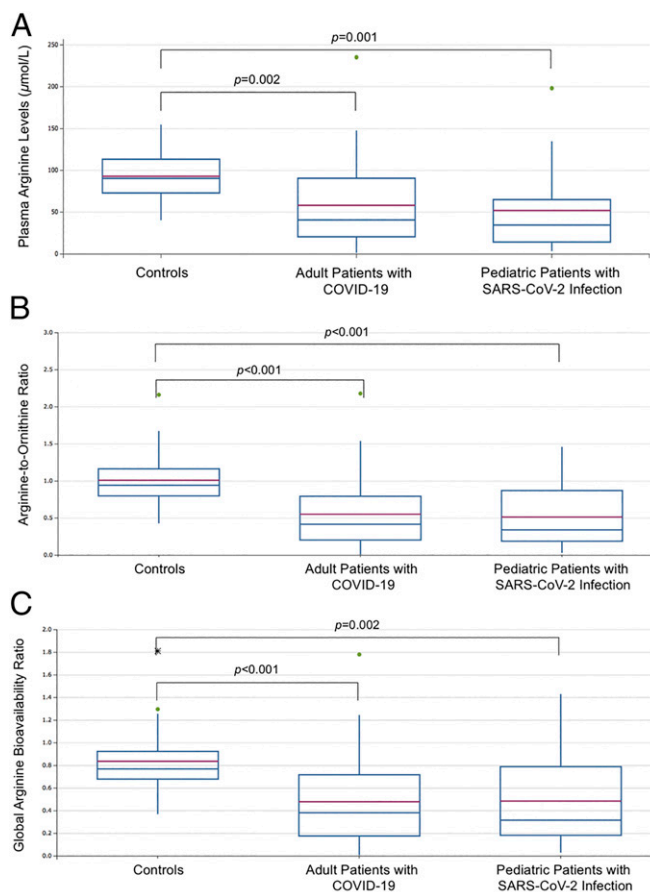 A
p=0.001
p=0.002
Plasma Arginine Levels (µmol/L)
250
200
150
100
50
0
Controls
Adult Patients with
COVID-19
Pediatric Patients with
SARS-CoV-2 Infection
B
p<0.001
p<0.001
Arginine-to-Ornithine Ratio
3.0
2.5
2.0
1.5
1.0
0.5
0.0
Controls
Adult Patients with
COVID-19
Pediatric Patients with
SARS-CoV-2 Infection
C
p=0.002
p<0.001
Global Arginine Bioavailability Ratio
2.0
1.8
1.6
1.4
1.2
1.0
0.8
0.6
0.4
0.2
0.0
Controls
Adult Patients with
COVID-19
Pediatric Patients with
SARS-CoV-2 Infection